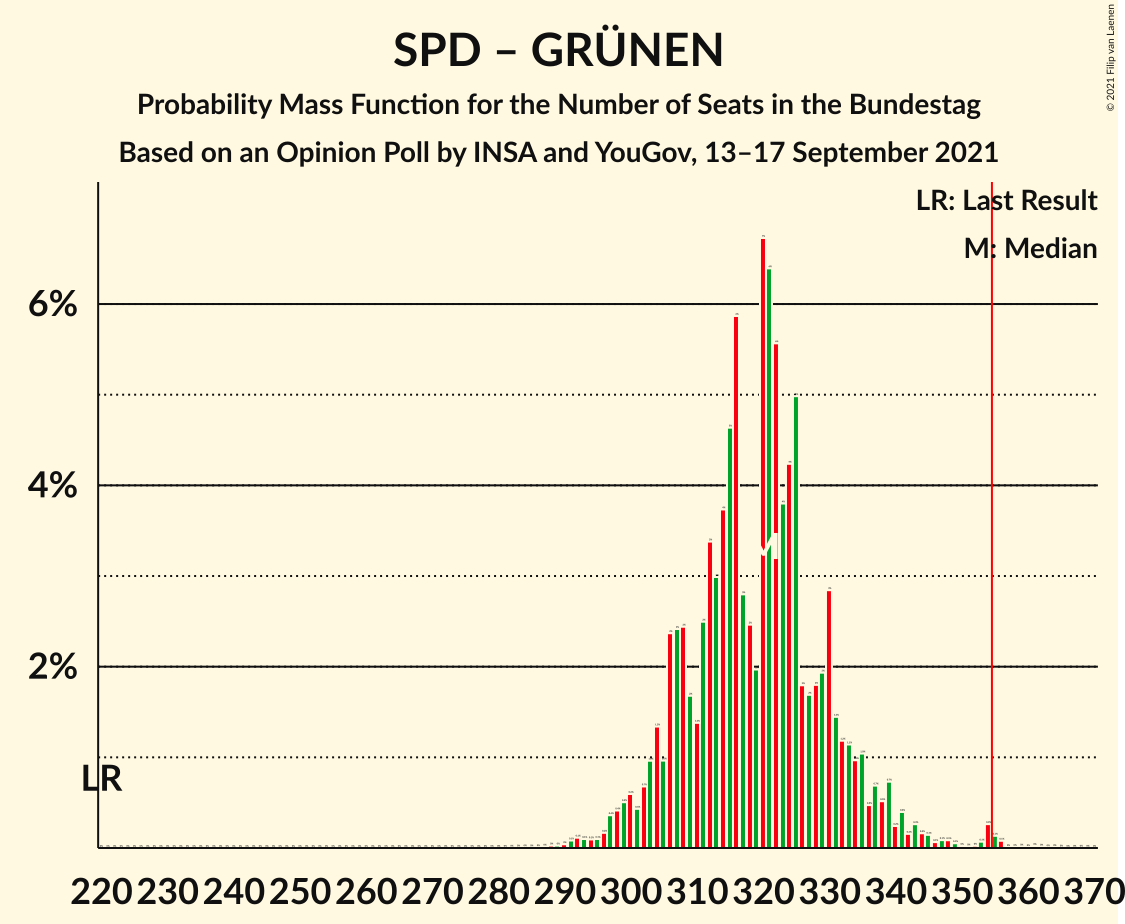 SPD – GRÜNEN
Probability Mass Function for the Number of Seats in the Bundestag
Based on an Opinion Poll by INSA and YouGov, 13–17 September 2021
© 2021 Filip van Laenen
LR: Last Result
M: Median
6%
4%
2%
LR
M
220 230 240 250 260 270 280 290 300 310 320 330 340 350 360 370